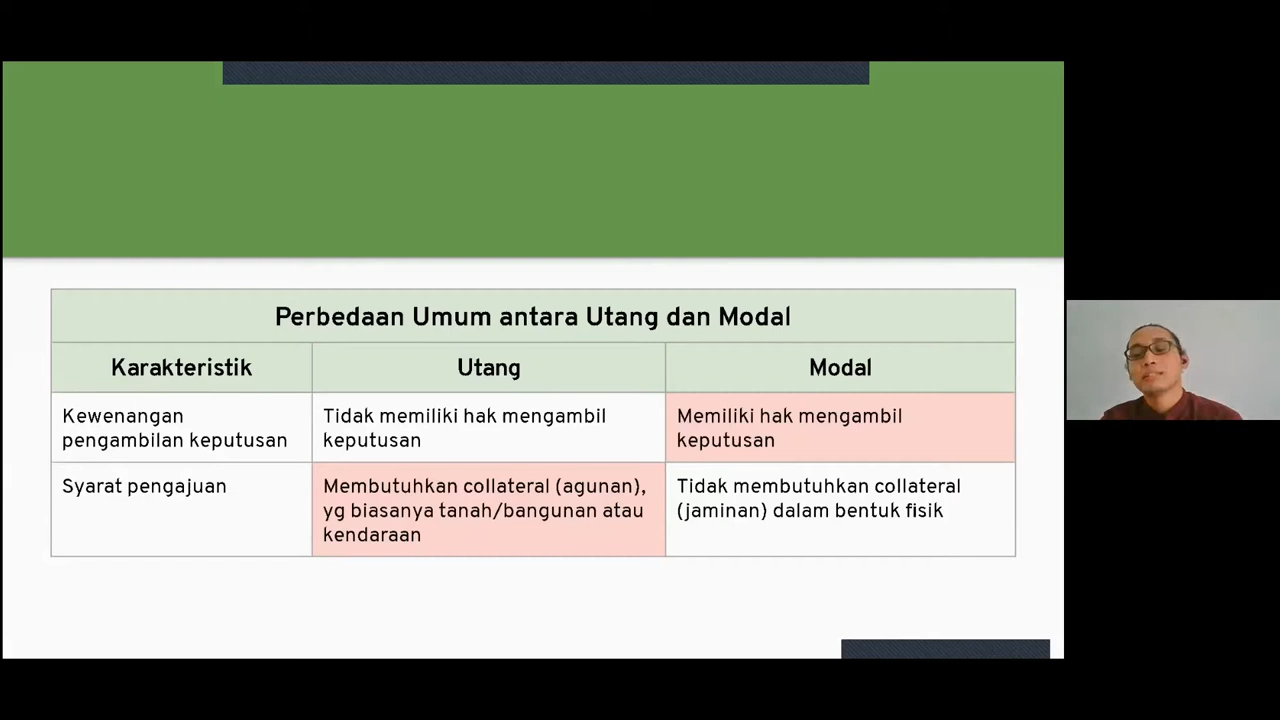 Perbedaan Umum antara Utang dan Modal
Karakteristik
Utang
Modal
Kewenangan
pengambilan keputusan
Tidak memiliki hak mengambil
keputusan
Memiliki hak mengambil
keputusan
Syarat pengajuan
Membutuhkan collateral (agunan),
yg biasanya tanah/bangunan atau
kendaraan
Tidak membutuhkan collateral
(jaminan) dalam bentuk fisik